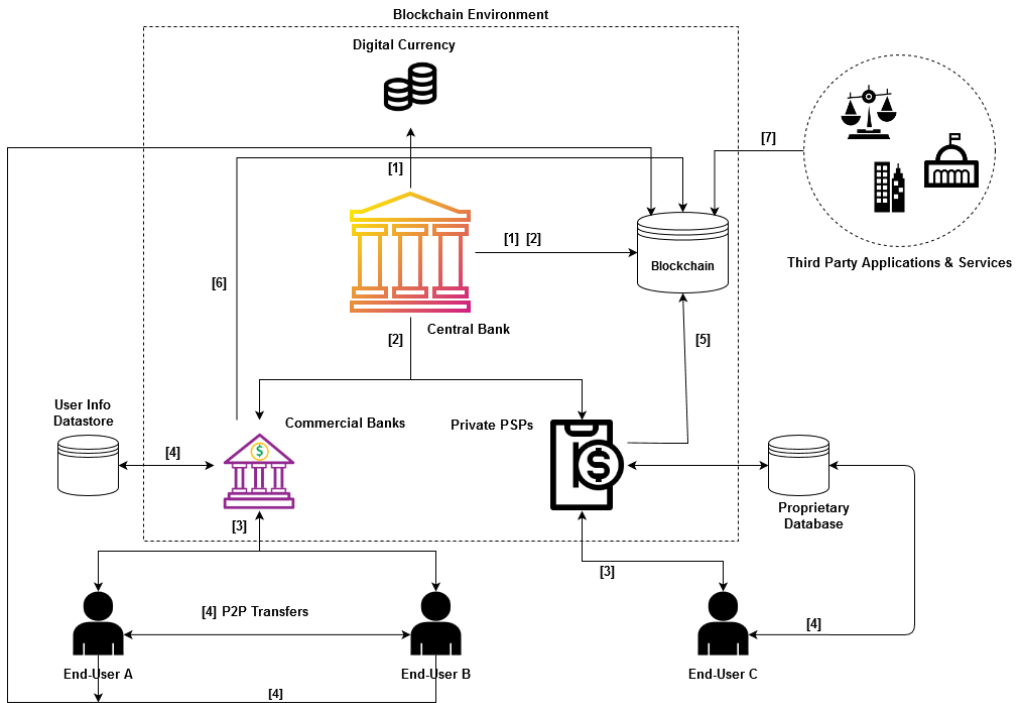 Blockchain Environment
Digital Currency
[7]
[1]
[1] [2]
Blockchain
Third Party Applications & Services
[6]
Central Bank
[2]
[5]
User Info
Datastore
Commercial Banks
Private PSPs
[4]
$
$
Proprietary
Database
[3]
[3]
[4] P2P Transfers
[4]
End-User A
End-User B
End-User C
[4]